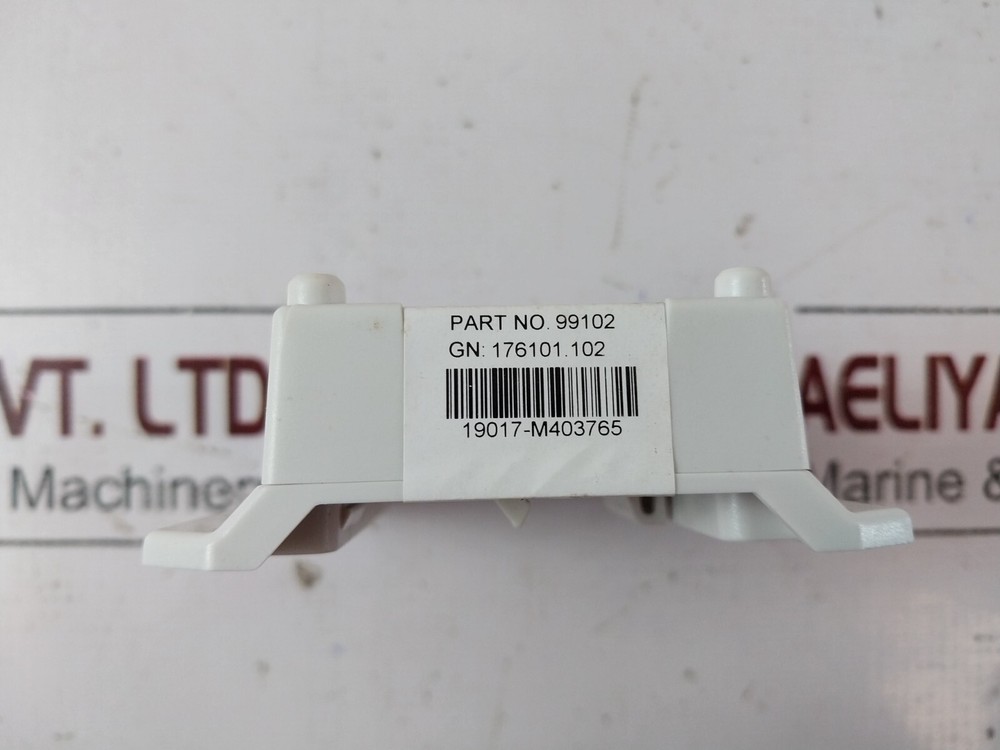 PART NO. 99102
GN: 176101.102
19017-M403765
VT. LTD
AELIYA
Machiner
Marine &